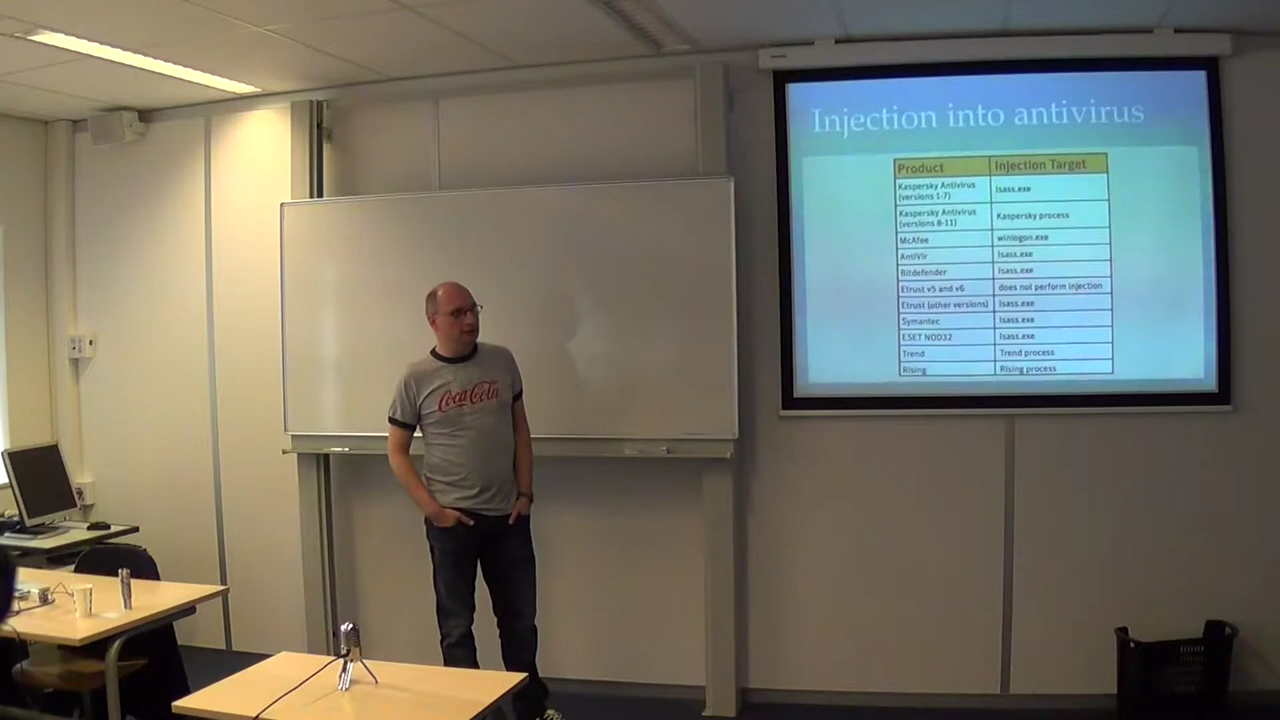 Injection into antivirus
Product Injection Target
Kaspersky Antivirus
(versions 1-7) lsass.exe
Kaspersky Antivirus
(versions 8-11) Kaspersky process
McAfee winlogon.exe
AntiVir lsass.exe
Bitdefender lsass.exe
Etrust v5 and v6 does not perform injection
Etrust (other versions) lsass.exe
Symantec lsass.exe
ESET NOD32 lsass.exe
Trend Trend process
Rising Rising process
Coca-Cola